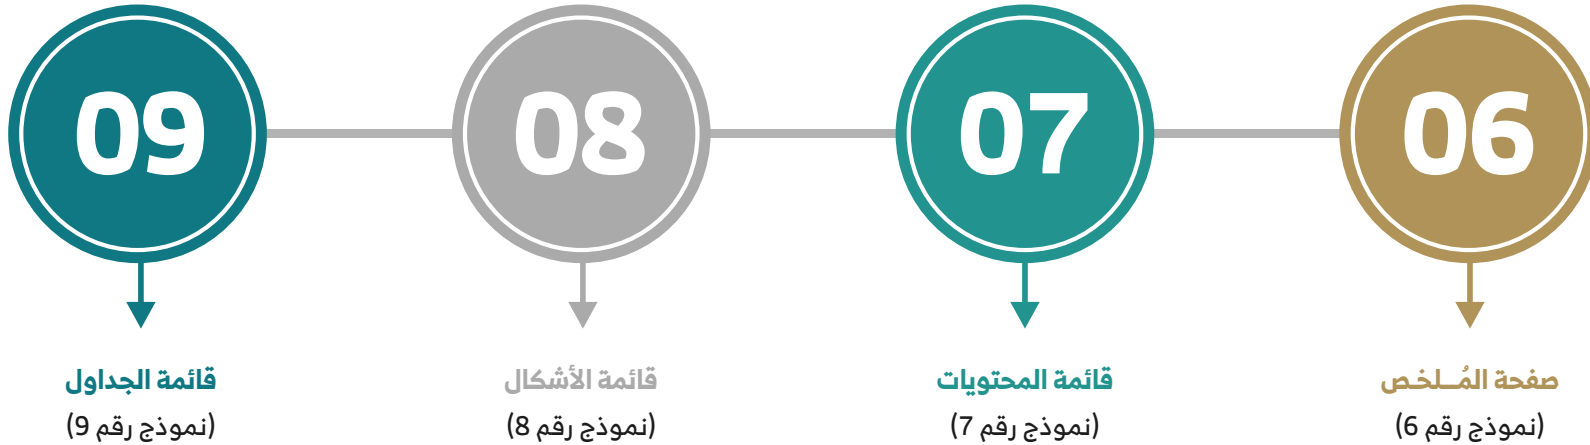 06
صفحة المُـلخـص
(نموذج رقم 6)
07
قائمة المحتويات
(نموذج رقم 7)
08
قائمة الأشكال
(نموذج رقم 8)
09
قائمة الجداول
(نموذج رقم 9)